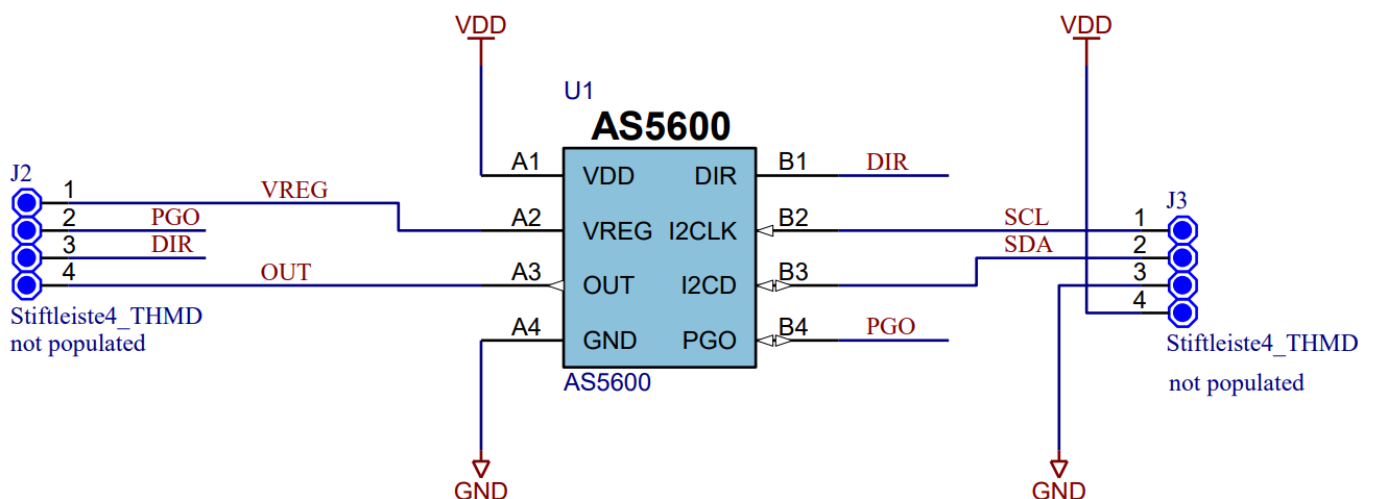 VDD
VDD
U1
AS5600
J2
1
VREG
2
PGO
3
DIR
4
OUT
Stiftleiste4_THMD
not populated
A1
VDD
DIR
B1
DIR
A2
VREG
I2CLK
B2
SCL
A3
OUT
I2CD
B3
SDA
A4
GND
PGO
B4
PGO
AS5600
J3
1
2
3
4
Stiftleiste4_THMD
not populated
GND
GND